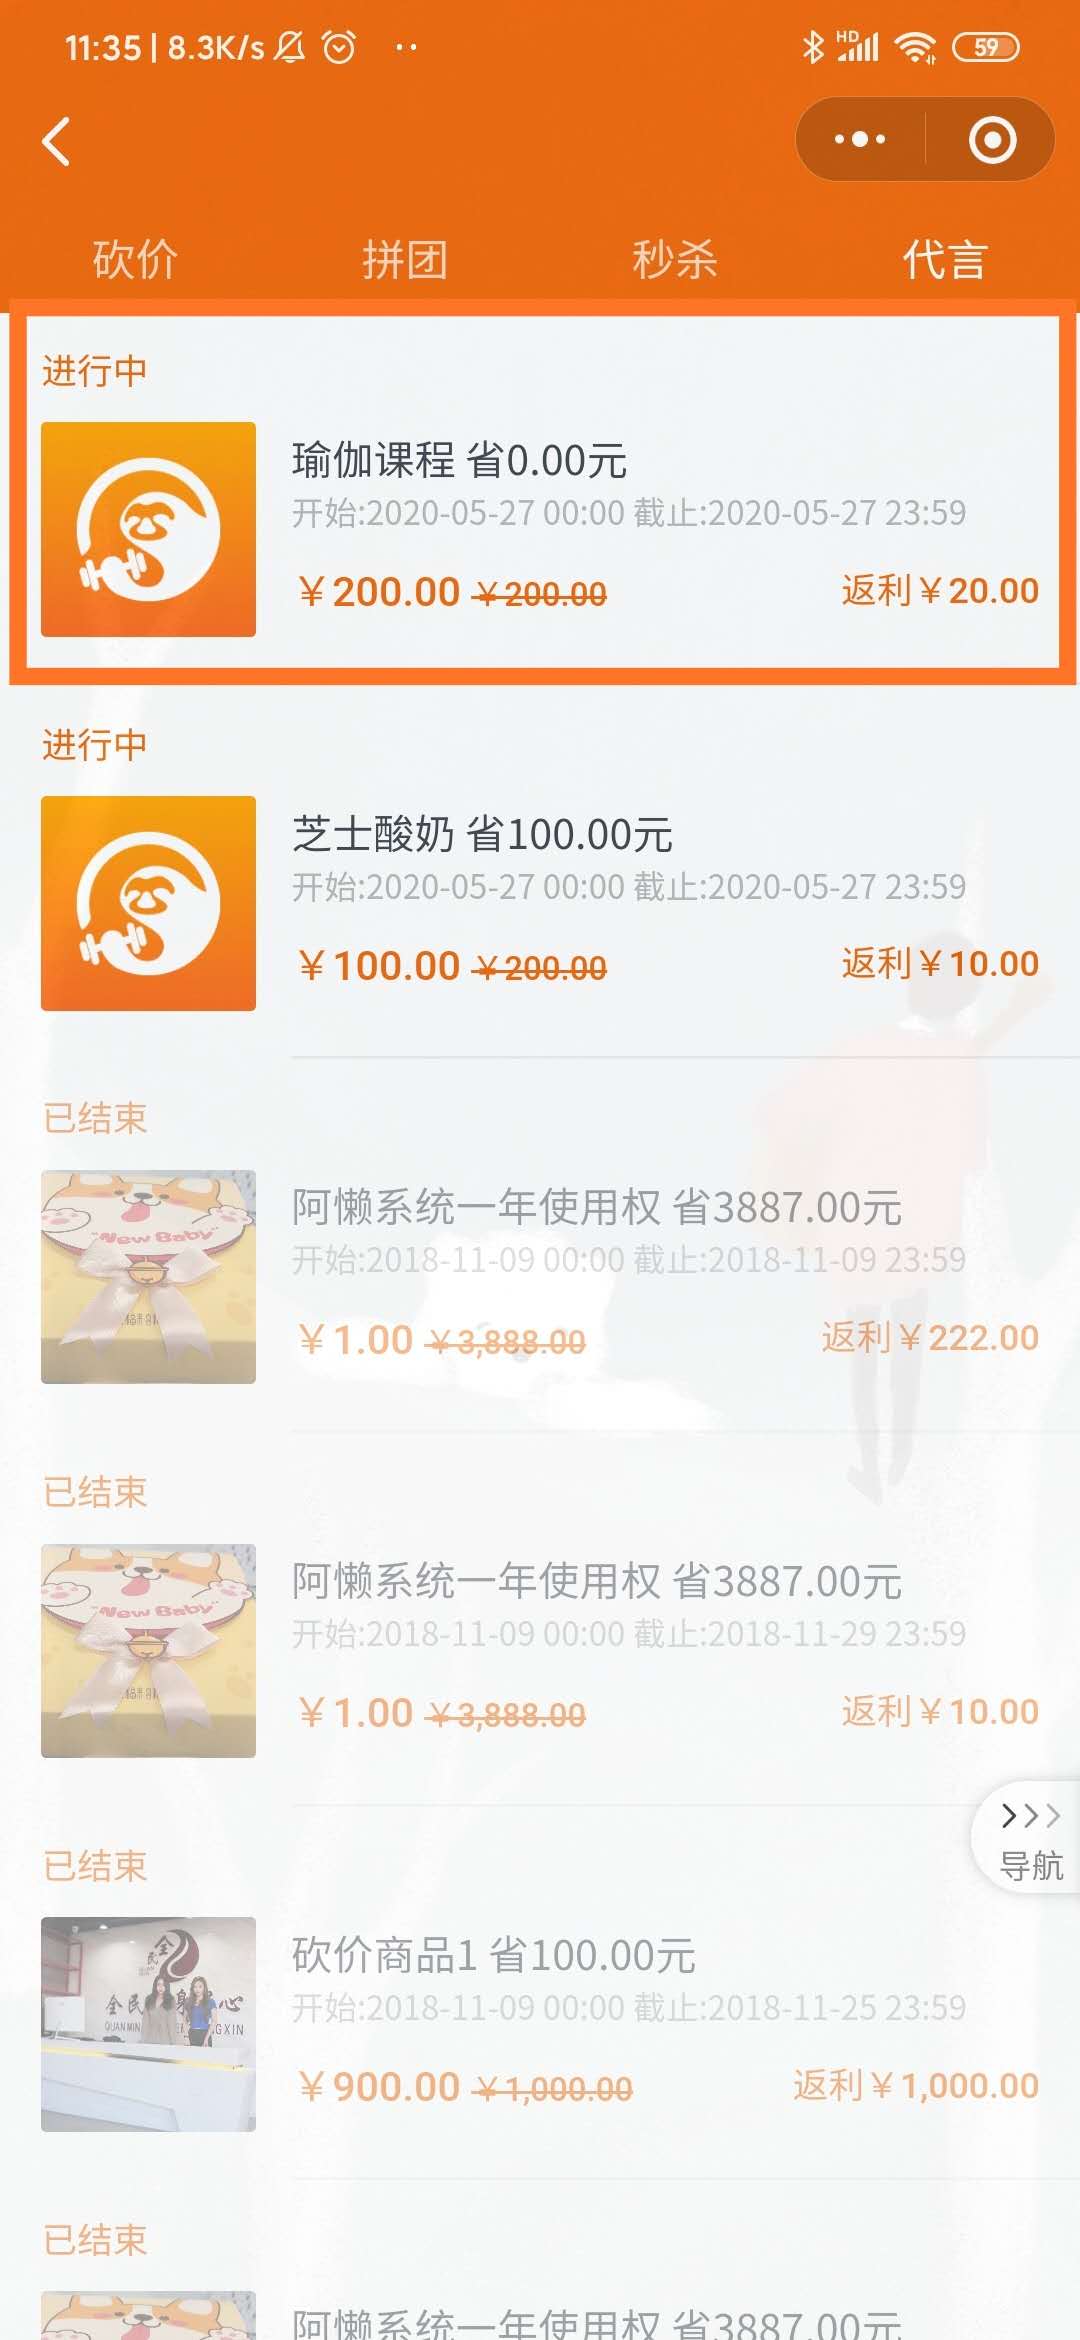 11:35 | 8.3K/s
HD
59
砍价 拼团 秒杀 代言
进行中
瑜伽课程 省0.00元
开始:2020-05-27 00:00 截止:2020-05-27 23:59
￥200.00 ￥200.00 返利￥20.00
进行中
芝士酸奶 省100.00元
开始:2020-05-27 00:00 截止:2020-05-27 23:59
￥100.00 ￥200.00 返利￥10.00
已结束
"New Baby"
阿懒系统一年使用权 省3887.00元
开始:2018-11-09 00:00 截止:2018-11-09 23:59
￥1.00 ￥3,888.00 返利￥222.00
已结束
"New Baby"
阿懒系统一年使用权 省3887.00元
开始:2018-11-09 00:00 截止:2018-11-29 23:59
￥1.00 ￥3,888.00 返利￥10.00
导航
已结束
全民
砍价商品1 省100.00元
开始:2018-11-09 00:00 截止:2018-11-25 23:59
￥900.00 ￥1,000.00 返利￥1,000.00
已结束
阿懒系统一年使用权 省3887.00元